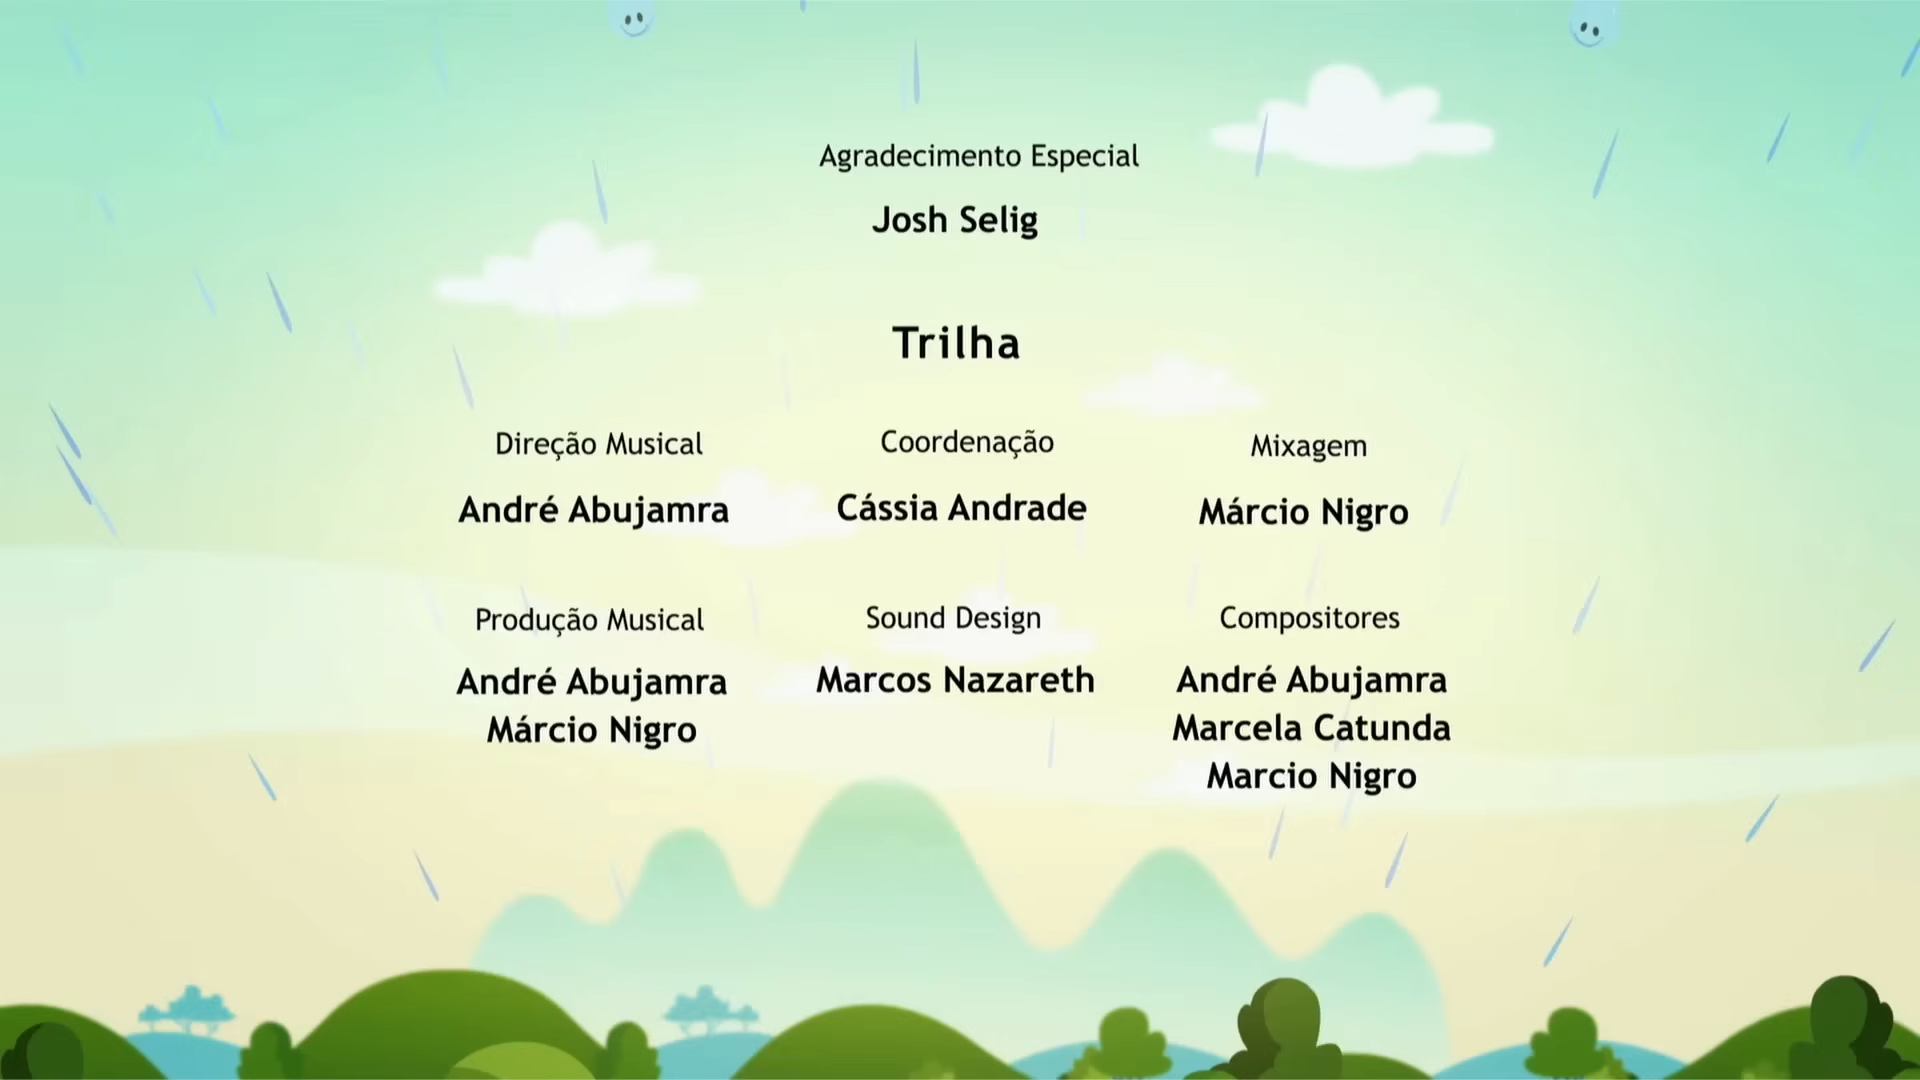 Agradecimento Especial
Josh Selig
Trilha
Direção Musical
André Abujamra
Coordenação
Cássia Andrade
Mixagem
Márcio Nigro
Produção Musical
André Abujamra
Márcio Nigro
Sound Design
Marcos Nazareth
Compositores
André Abujamra
Marcela Catunda
Marcio Nigro